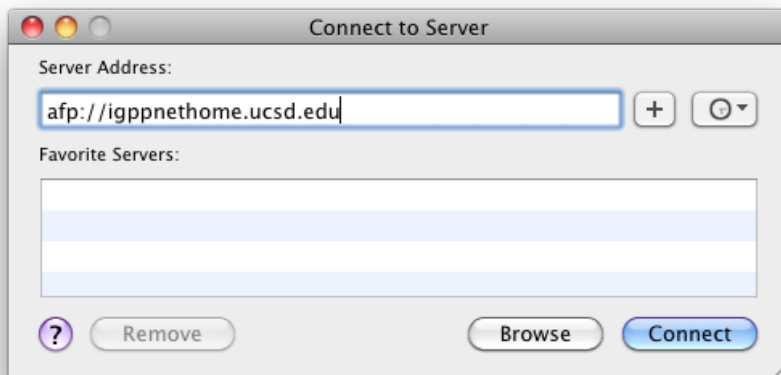 Connect to Server
Server Address:
afp://igppnethome.ucsd.edu
+
Favorite Servers:
? Remove Browse Connect